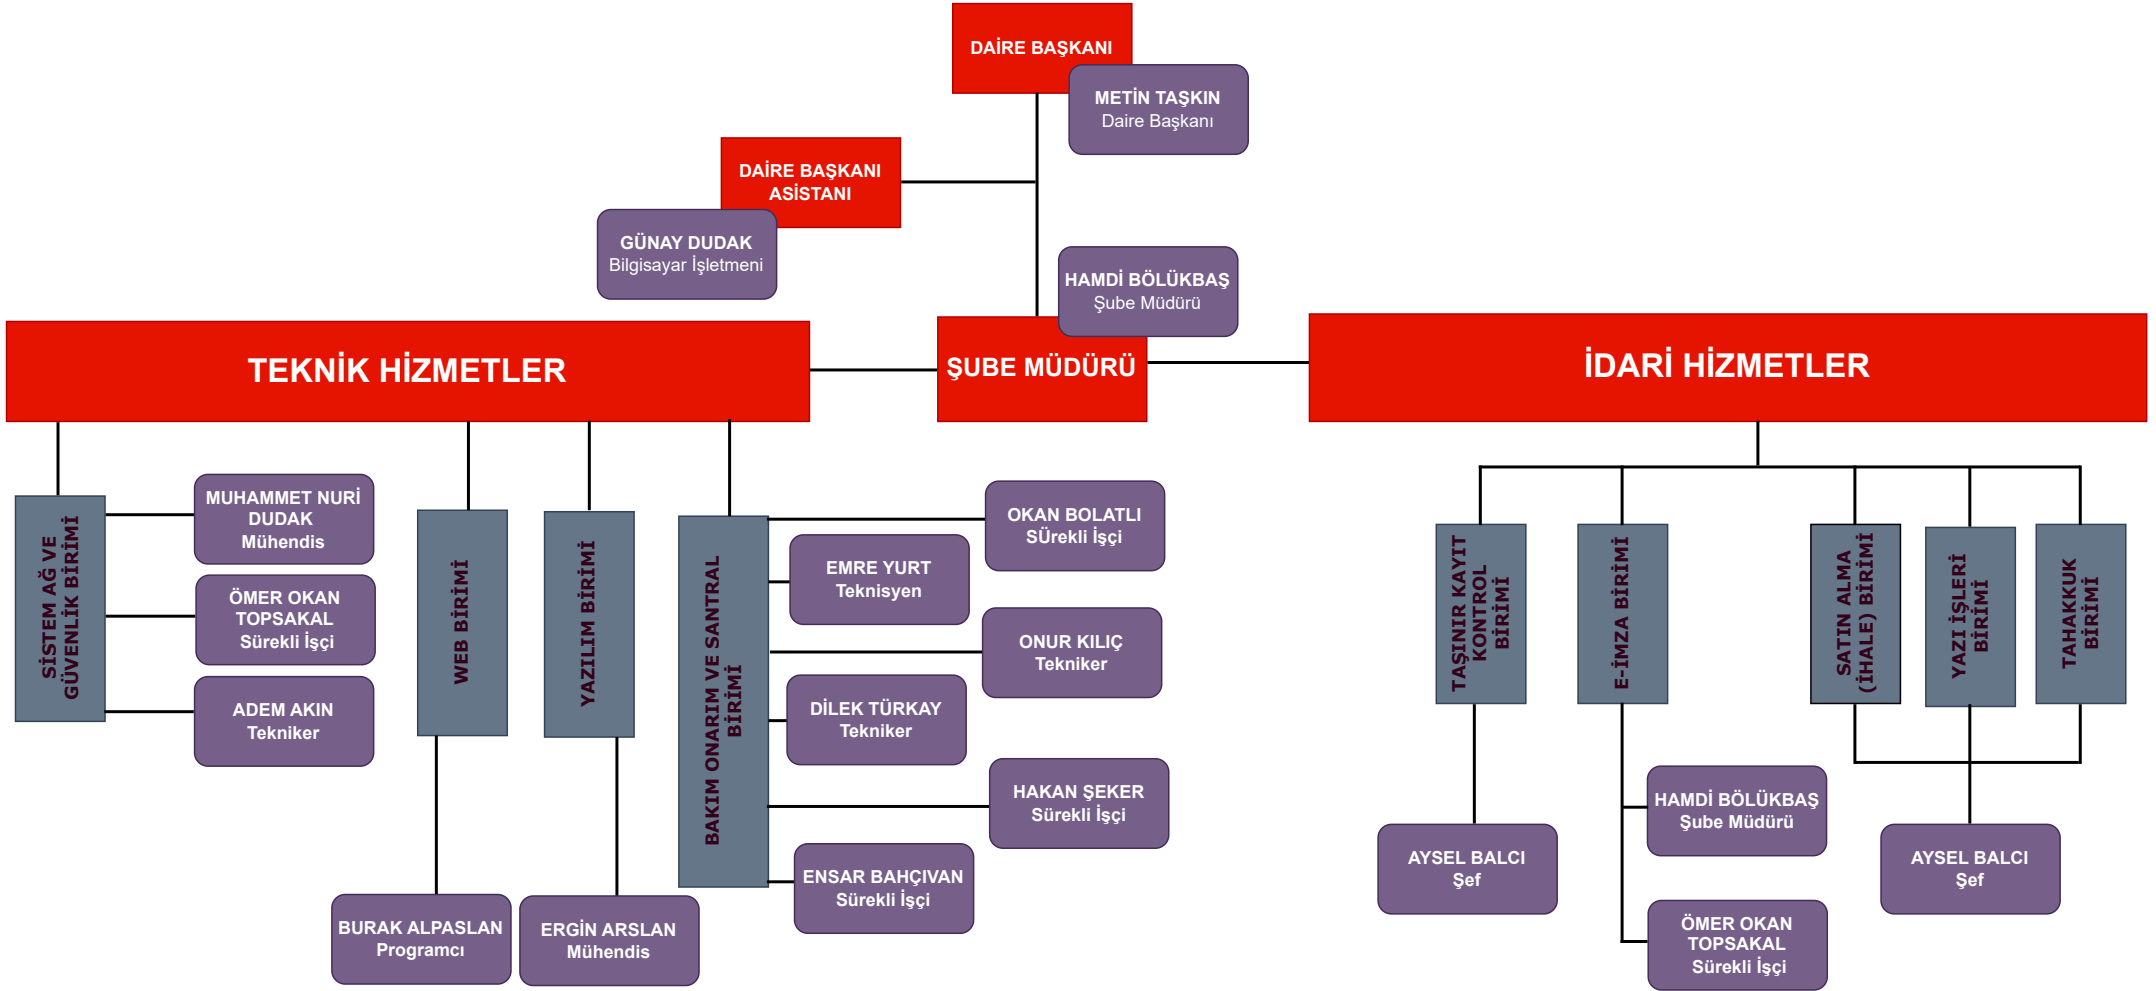 DAİRE BAŞKANI
METİN TAŞKIN
Daire Başkanı
DAİRE BAŞKANI
ASİSTANI
GÜNAY DUDAK
Bilgisayar İşletmeni
HAMDİ BÖLÜKBAŞ
Şube Müdürü
TEKNİK HİZMETLER
ŞUBE MÜDÜRÜ
İDARİ HİZMETLER
SİSTEM AĞ VE
GÜVENLİK BİRİMİ
MUHAMMET NURİ
DUDAK
Mühendis
ÖMER OKAN
TOPSAKAL
Sürekli İşçi
ADEM AKIN
Tekniker
WEB BİRİMİ
BURAK ALPASLAN
Programcı
YAZILIM BİRİMİ
ERGİN ARSLAN
Mühendis
BAKIM ONARIM VE SANTRAL
BİRİMİ
OKAN BOLATLI
SÜrekli İşçi
EMRE YURT
Teknisyen
ONUR KILIÇ
Tekniker
DİLEK TÜRKAY
Tekniker
HAKAN ŞEKER
Sürekli İşçi
ENSAR BAHÇIVAN
Sürekli İşçi
TAŞINIR KAYIT
KONTROL
BİRİMİ
AYSEL BALCI
Şef
E-İMZA BİRİMİ
HAMDİ BÖLÜKBAŞ
Şube Müdürü
ÖMER OKAN
TOPSAKAL
Sürekli İşçi
SATIN ALMA
(İHALE) BİRİMİ
YAZI İŞLERİ
BİRİMİ
TAHAKKUK
BİRİMİ
AYSEL BALCI
Şef